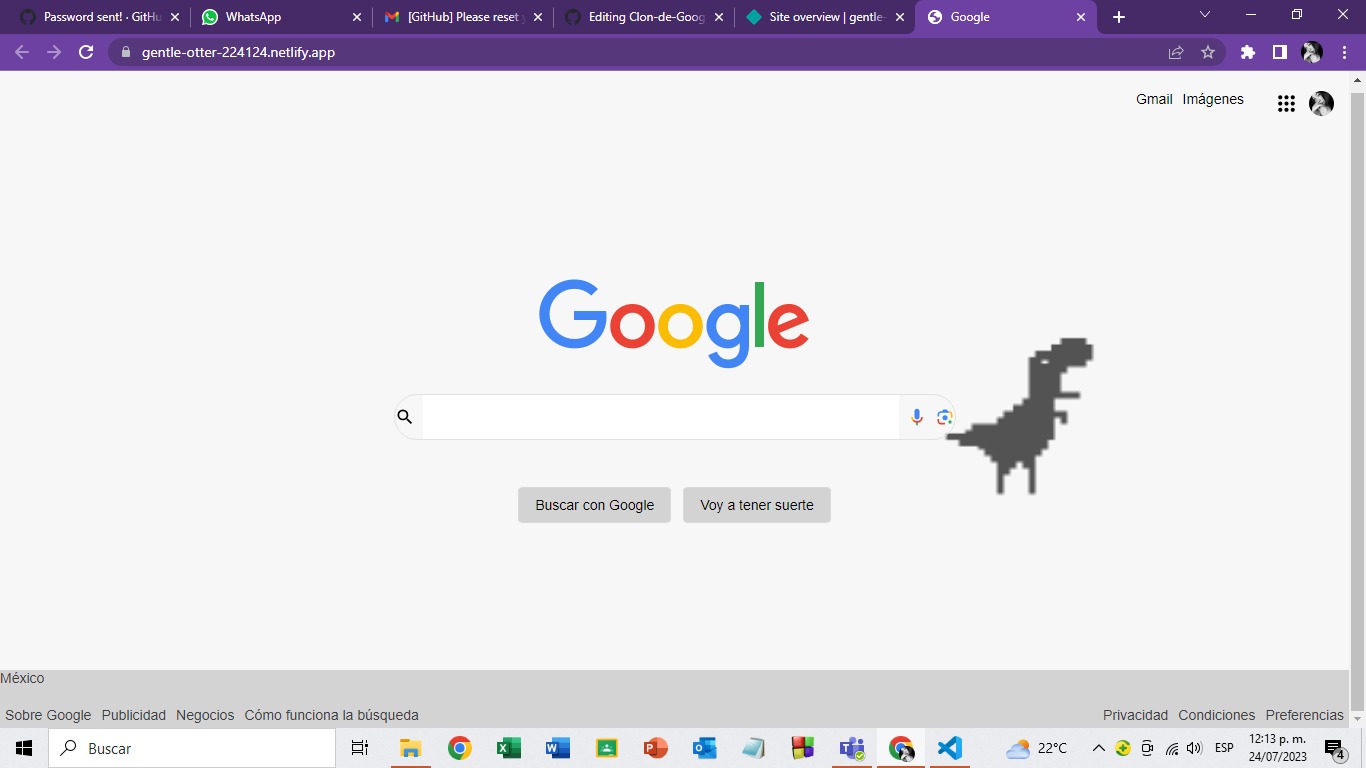 Password sent! · GitHu
WhatsApp
[GitHub] Please reset y
Editing Clon-de-Goog
Site overview | gentle-
Google
gentle-otter-224124.netlify.app
Gmail Imágenes
Google
Buscar con Google
Voy a tener suerte
México
Sobre Google Publicidad Negocios Cómo funciona la búsqueda
Privacidad Condiciones Preferencias
Buscar
22°C
ESP
12:13 p. m.
24/07/2023
4